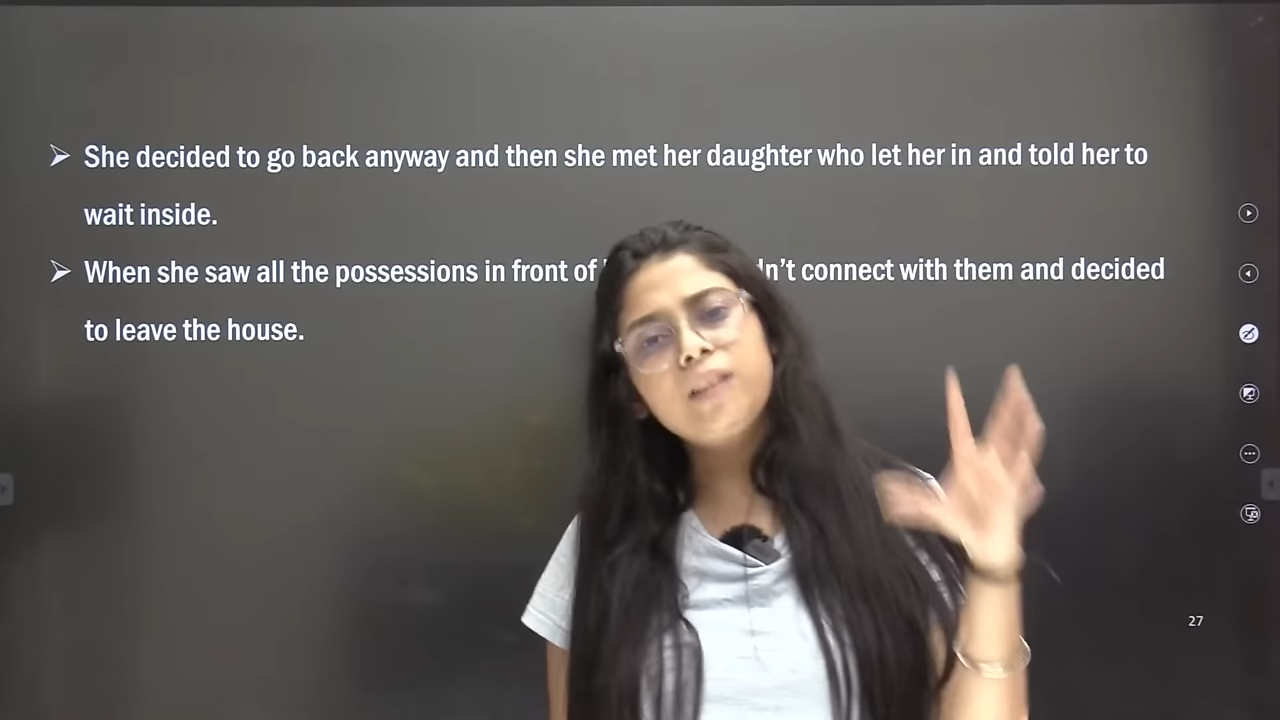 She decided to go back anyway and then she met her daughter who let her in and told her to
wait inside.
When she saw all the possessions in front of connect with them and decided
to leave the house.
27